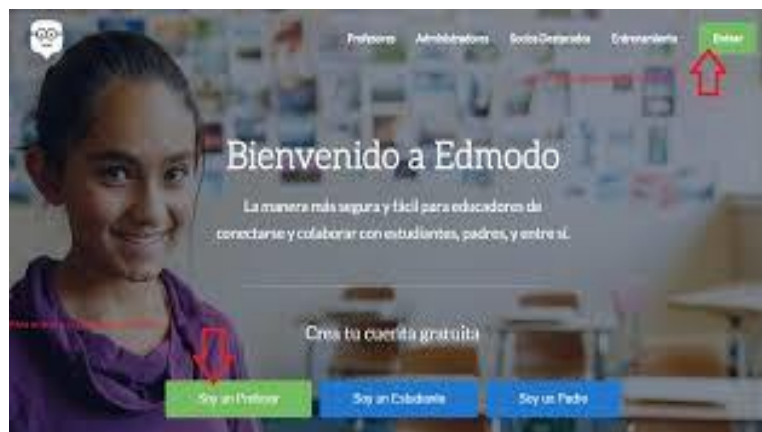 Profesores Administradores Socios Destacados Entrenamiento Entrar
Bienvenido a Edmodo
La manera más segura y fácil para educadores de
conectarse y colaborar con estudiantes, padres, y entre sí.
Crea tu cuenta gratuita
Soy un Profesor Soy un Estudiante Soy un Padre